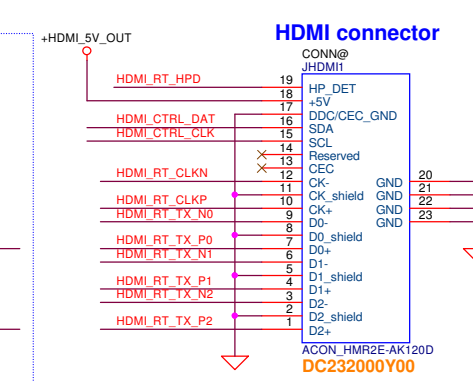 HDMI connector
+HDMI_5V_OUT
CONN@
JHDMI1
HDMI_RT_HPD 19 HP_DET
18 +5V
17 DDC/CEC_GND
HDMI_CTRL_DAT 16 SDA
HDMI_CTRL_CLK 15 SCL
14 Reserved
13 CEC
HDMI_RT_CLKN 12 CK- GND 20
11 CK_shield GND 21
HDMI_RT_CLKP 10 CK+ GND 22
HDMI_RT_TX_N0 9 D0- GND 23
8 D0_shield
HDMI_RT_TX_P0 7 D0+
HDMI_RT_TX_N1 6 D1-
5 D1_shield
HDMI_RT_TX_P1 4 D1+
HDMI_RT_TX_N2 3 D2-
2 D2_shield
HDMI_RT_TX_P2 1 D2+
ACON_HMR2E-AK120D
DC232000Y00